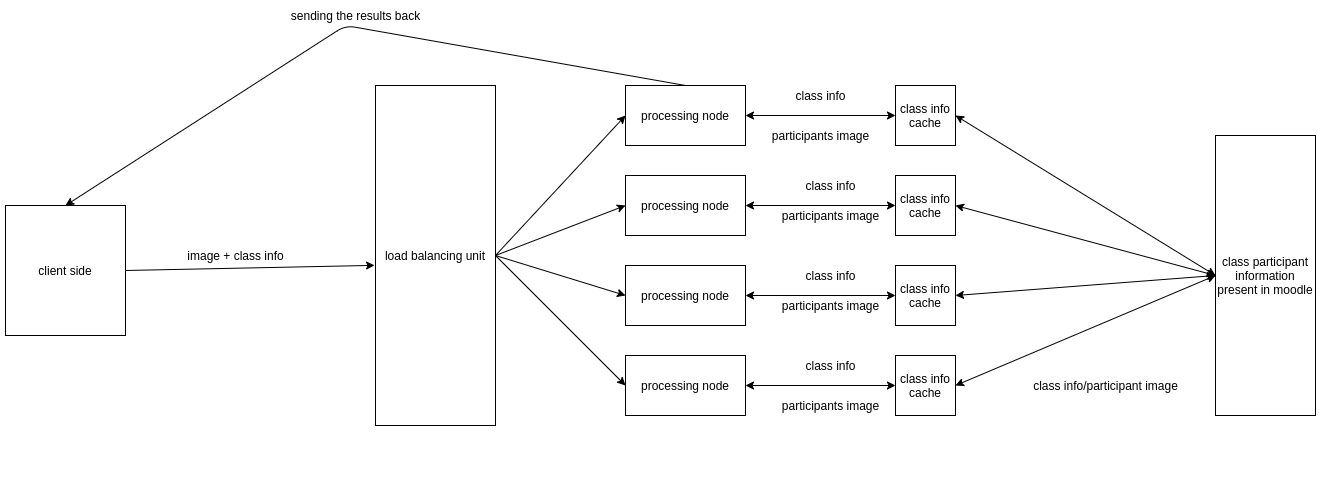 sending the results back
client side
image + class info
load balancing unit
processing node
class info
participants image
class info
cache
processing node
class info
participants image
class info
cache
processing node
class info
participants image
class info
cache
processing node
class info
participants image
class info
cache
class info/participant image
class participant
information
present in moodle